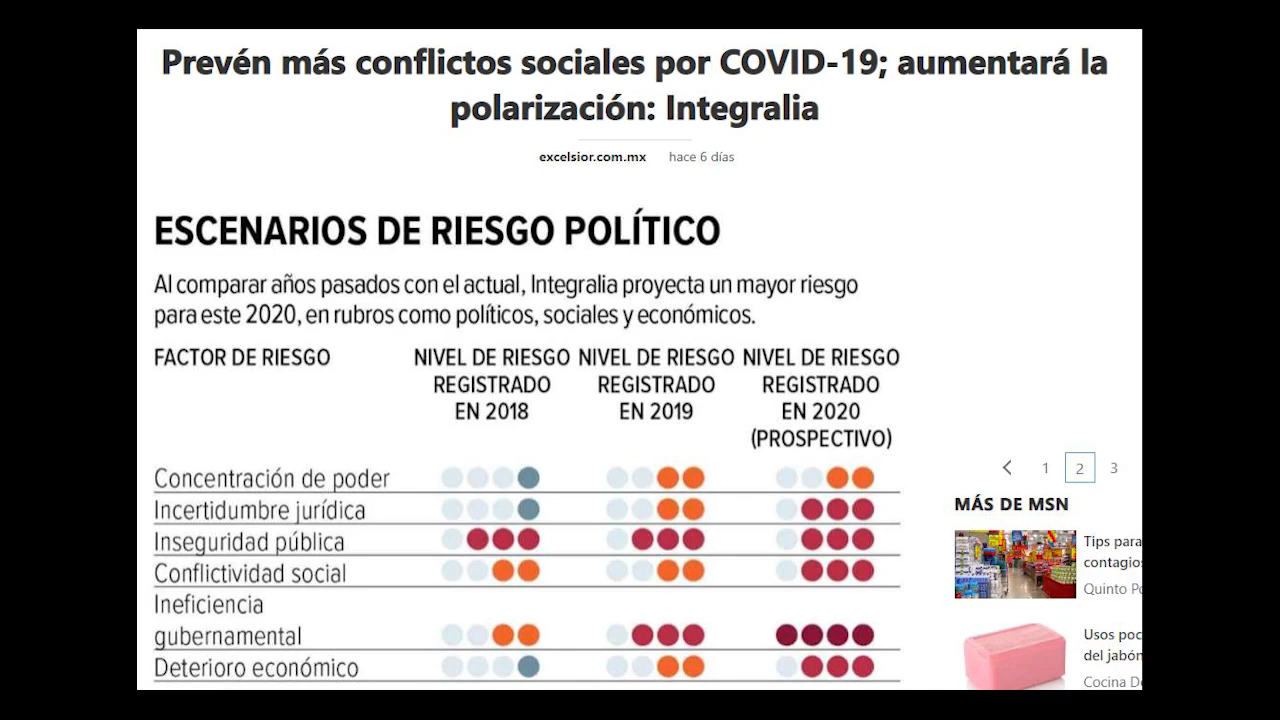 Prevén más conflictos sociales por COVID-19; aumentará la
polarización: Integralia
excelsior.com.mx hace 6 días
ESCENARIOS DE RIESGO POLÍTICO
Al comparar años pasados con el actual, Integralia proyecta un mayor riesgo
para este 2020, en rubros como políticos, sociales y económicos.
FACTOR DE RIESGO
NIVEL DE RIESGO
REGISTRADO
EN 2018
NIVEL DE RIESGO
REGISTRADO
EN 2019
NIVEL DE RIESGO
REGISTRADO
EN 2020
(PROSPECTIVO)
Concentración de poder
Incertidumbre jurídica
Inseguridad pública
Conflictividad social
Ineficiencia
gubernamental
Deterioro económico
< 1 2 3
MÁS DE MSN
Tips para
contagio
Quinto
Usos poc
del jabón
Cocina